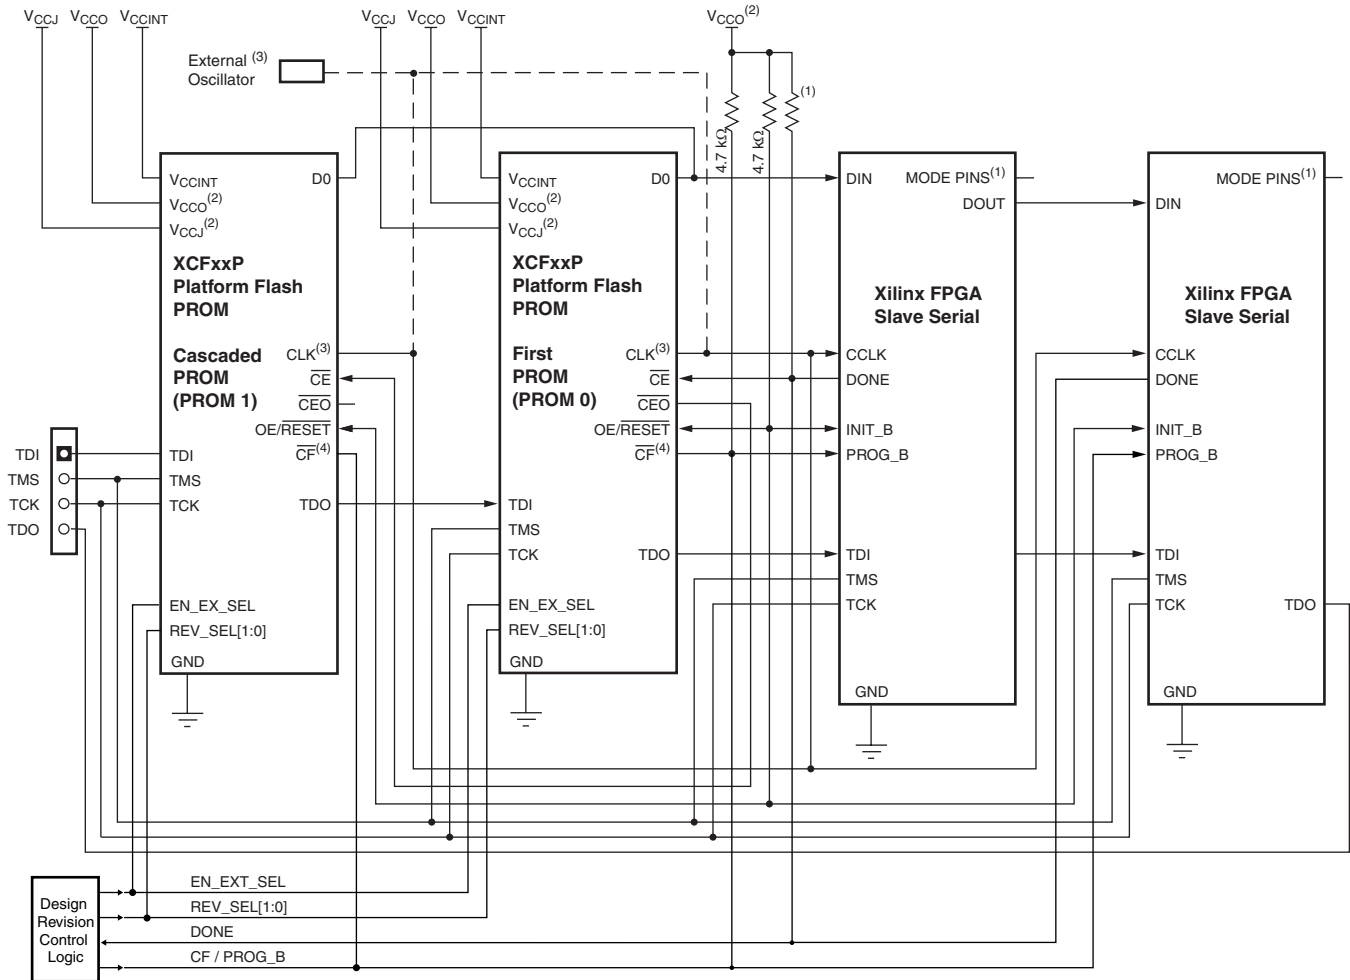 VCCJ VCCO VCCINT
VCCJ VCCO VCCINT
VCCO(2)
External (3)
Oscillator
(1)
4.7 kΩ
4.7 kΩ
VCCINT
VCCO(2)
VCCJ(2)
D0
XCFxxP
Platform Flash
PROM
Cascaded
PROM
(PROM 1)
CLK(3)
CE
CEO
OE/RESET
CF(4)
TDI
TMS
TCK
TDO
EN_EX_SEL
REV_SEL[1:0]
GND
TDI
TMS
TCK
TDO
VCCINT
VCCO(2)
VCCJ(2)
D0
XCFxxP
Platform Flash
PROM
First
PROM
(PROM 0)
CLK(3)
CE
CEO
OE/RESET
CF(4)
TDI
TMS
TCK
TDO
EN_EX_SEL
REV_SEL[1:0]
GND
DIN
MODE PINS(1)
DOUT
Xilinx FPGA
Slave Serial
CCLK
DONE
INIT_B
PROG_B
TDI
TMS
TCK
GND
MODE PINS(1)
DIN
Xilinx FPGA
Slave Serial
CCLK
DONE
INIT_B
PROG_B
TDI
TMS
TCK
TDO
GND
Design
Revision
Control
Logic
EN_EXT_SEL
REV_SEL[1:0]
DONE
CF / PROG_B